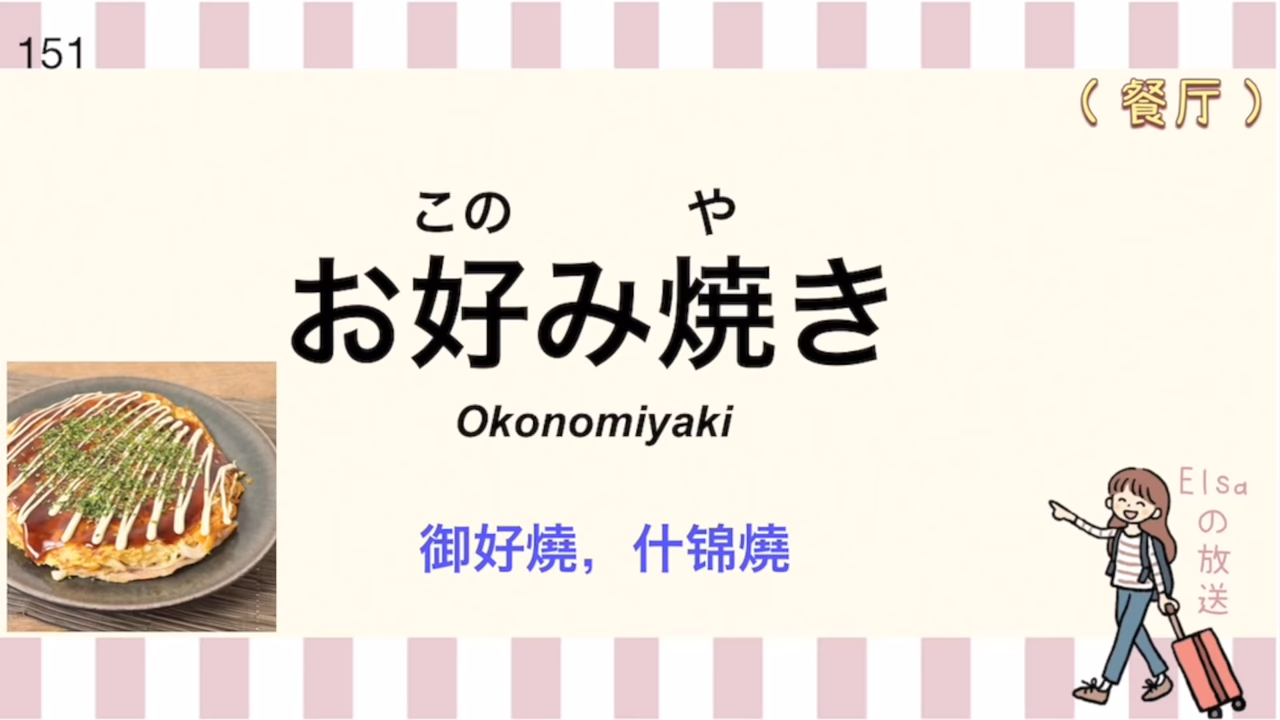 151
（餐厅）
この や
お好み焼き
Okonomiyaki
御好燒，什锦燒
Elsa
の
放
送